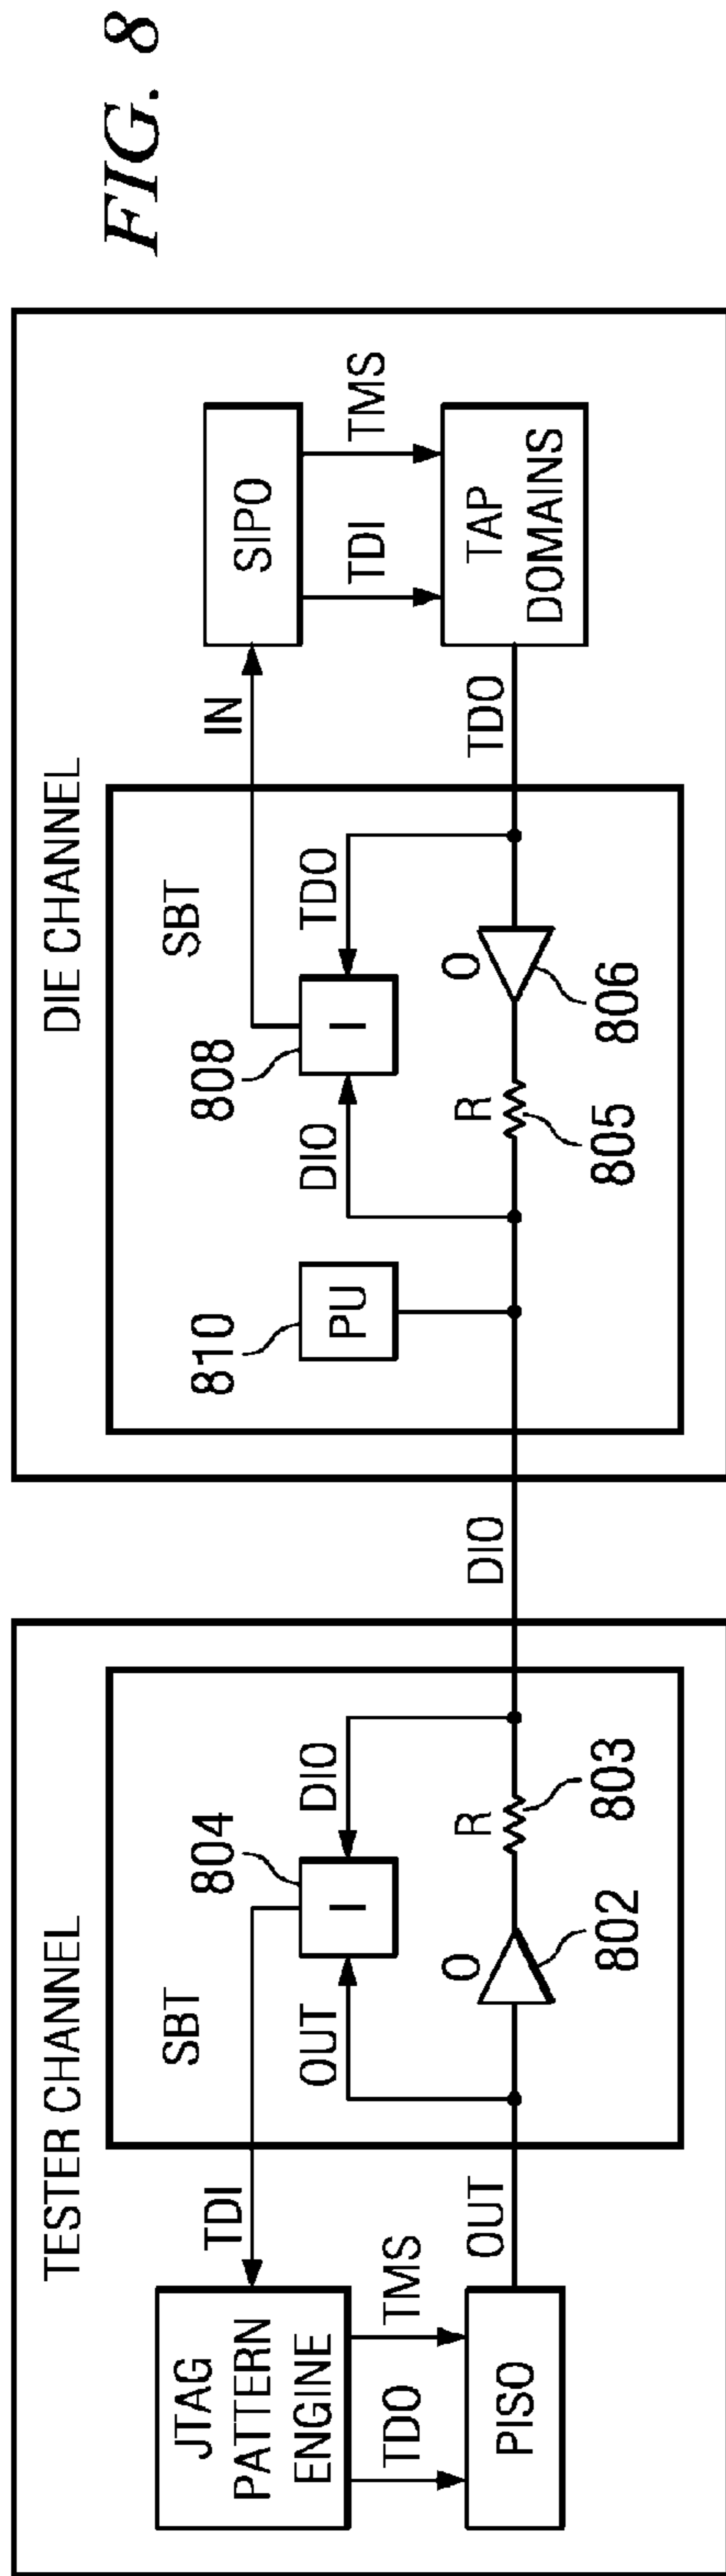 FIG. 8
TESTER CHANNEL
JTAG
PATTERN
ENGINE
TDI
TDO
TMS
PISO
OUT
SBT
OUT
804
I
DIO
O
802
R
803
DIO
DIE CHANNEL
810
PU
SBT
DIO
808
I
TDO
R
805
O
806
IN
TDO
SIPO
TDI
TMS
TAP
DOMAINS